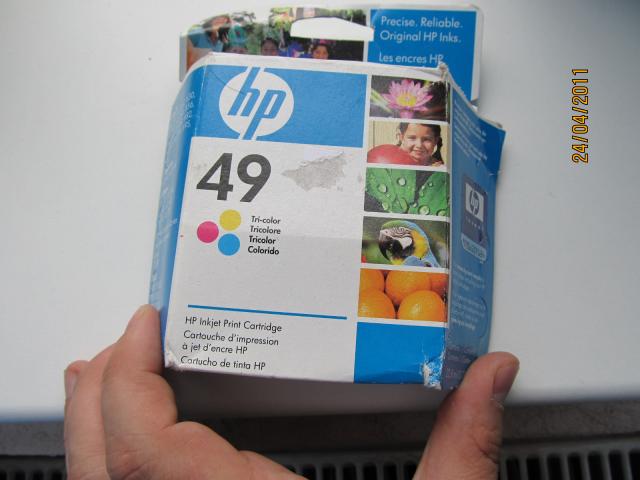 Precise. Reliable.
Original HP Inks.
Les encres HP
hp
49
Tri-color
Tricolore
Tricolor
Colorido
HP Inkjet Print Cartridge
Cartouche d'impression
à jet d'encre HP
Cartucho de tinta HP
hp
24/04/2011